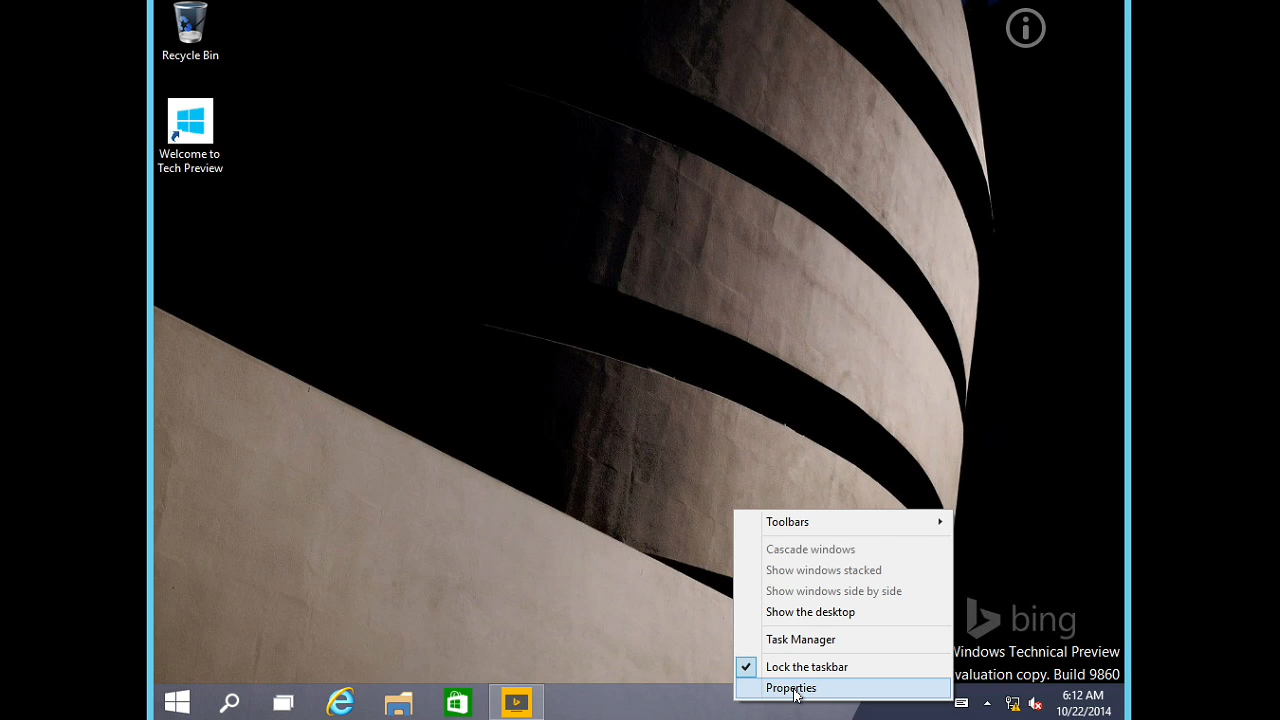 Recycle Bin
Welcome to
Tech Preview
Toolbars
Cascade windows
Show windows stacked
Show windows side by side
Show the desktop
Task Manager
Lock the taskbar
Properties
bing
Windows Technical Preview
valuation copy. Build 9860
6:12 AM
10/22/2014